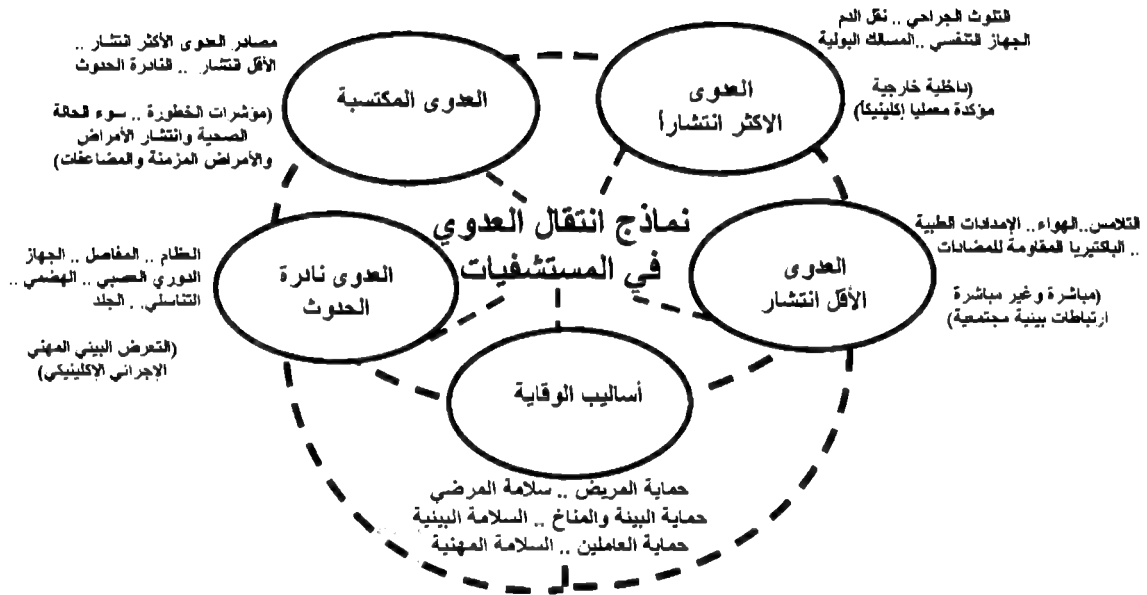 التلوث الجراحي .. نقل الدم
الجهاز التنفسي .. المسالك البولية
(داخلية خارجية
مؤكدة معمليا إكلينيكاً)
العدوى
الاكثر انتشاراً
مصادر العدوى الأكثر انتشار ..
الأقل انتشار .. النادرة الحدوث
(مؤشرات الخطورة .. سوء الحالة
الصحية وانتشار الأمراض
والأمراض المزمنة والمضاعفات)
العدوى المكتسبة
نماذج انتقال العدوي
في المستشفيات
التلامس..الهواء.. الإمدادات الطبية
.. الباكتيريا المقاومة للمضادات
(مباشرة وغير مباشرة
ارتباطات بيئية مجتمعية)
العدوى
الأقل انتشار
العدوى نادرة
الحدوث
العظام .. المفاصل .. الجهاز
الدوري العصبي .. الهضمي ..
التناسلي.. الجلد
(التعرض البيئي المهني
الإجرائي الإكلينيكي)
أساليب الوقاية
حماية المريض .. سلامة المرضي
حماية البيئة والمناخ .. السلامة البيئية
حماية العاملين .. السلامة المهنية